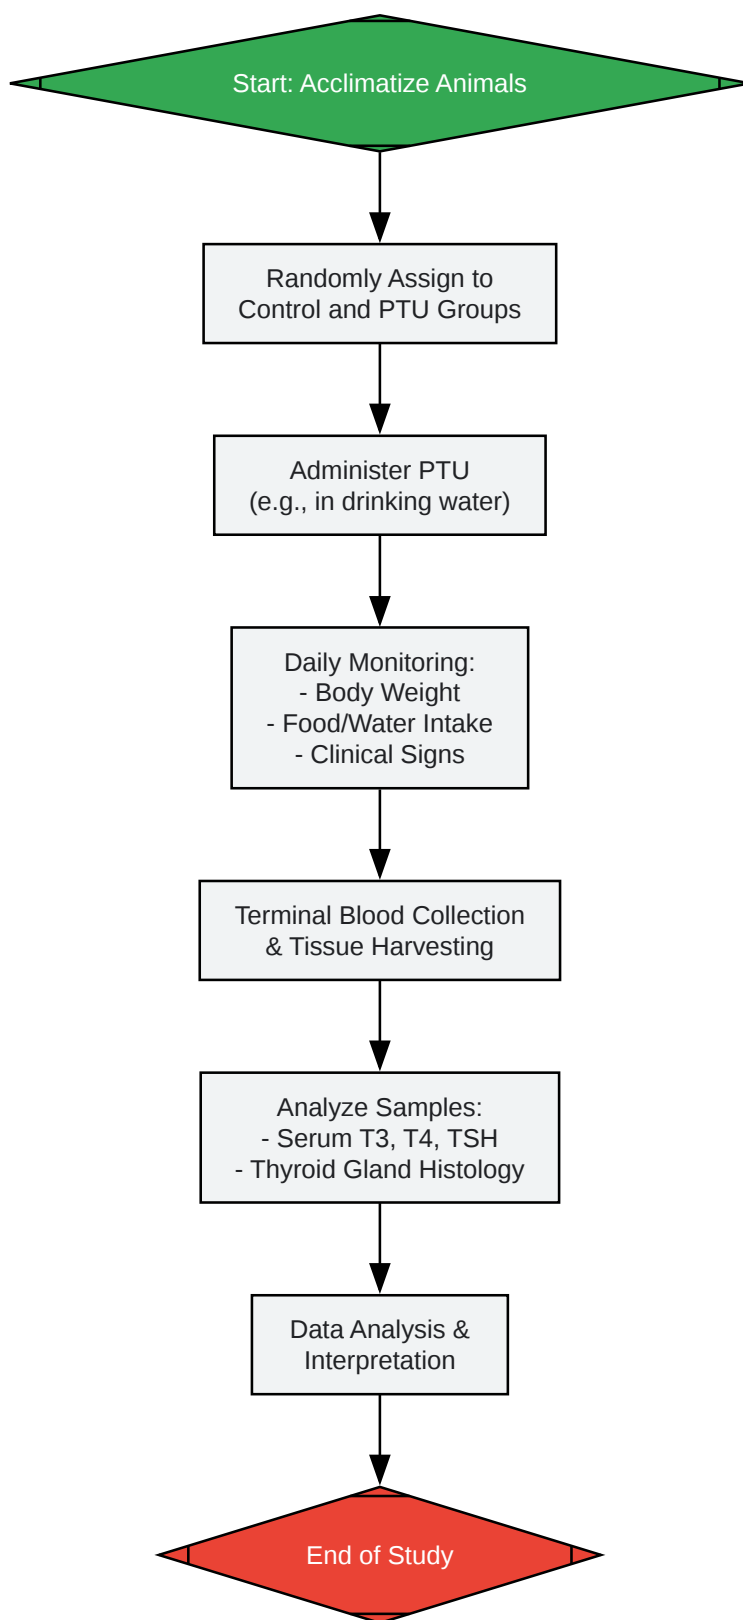 Start: Acclimatize Animals
Randomly Assign to
Control and PTU Groups
Administer PTU
(e.g., in drinking water)
Daily Monitoring:
- Body Weight
- Food/Water Intake
- Clinical Signs
Terminal Blood Collection
& Tissue Harvesting
Analyze Samples:
- Serum T3, T4, TSH
- Thyroid Gland Histology
Data Analysis &
Interpretation
End of Study